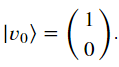 |v₀⟩ = (1
0).